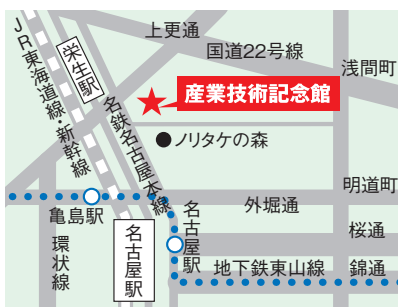 上更通
国道22号線
浅間町
JR東海道線・新幹線
栄生駅
産業技術記念館
名鉄名古屋本線
●ノリタケの森
明道町
亀島駅
名古屋駅
外堀通
環状線
名古屋駅
桜通
地下鉄東山線
錦通